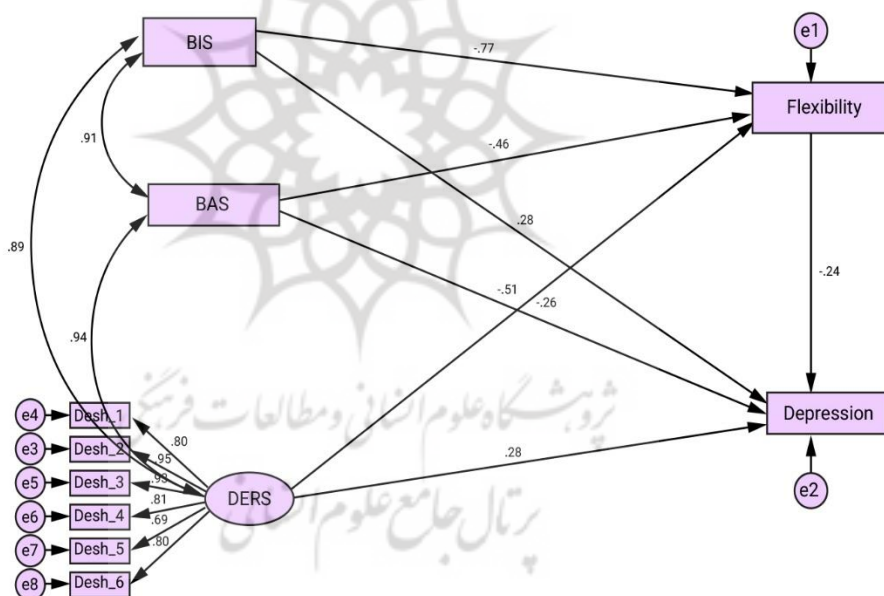 BIS
-.77
e1
Flexibility
.91
-.46
BAS
.28
.89
-.51
-.26
-.24
.94
پژوهشگاه علوم انسانی و مطالعات فرهنگی
e4
Desh_1
.80
Depression
e3
Desh_2
.95
.28
e5
Desh_3
.93
DERS
e2
پرتال جامع علوم انسانی
e6
Desh_4
.81
e7
Desh_5
.69
e8
Desh_6
.80